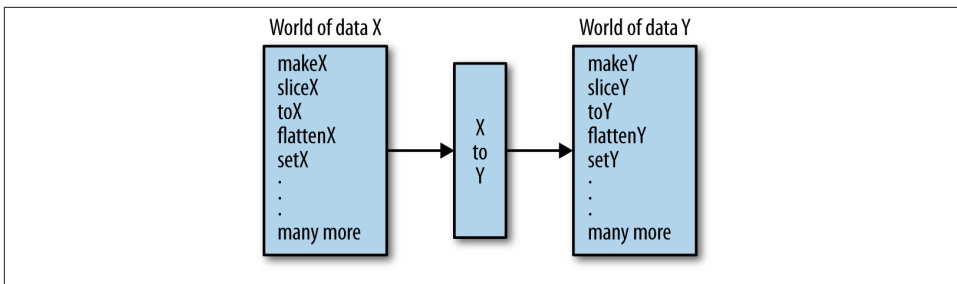 World of data X
makeX
sliceX
toX
flattenX
setX
.
.
.
many more
X
to
Y
World of data Y
makeY
sliceY
toY
flattenY
setY
.
.
.
many more